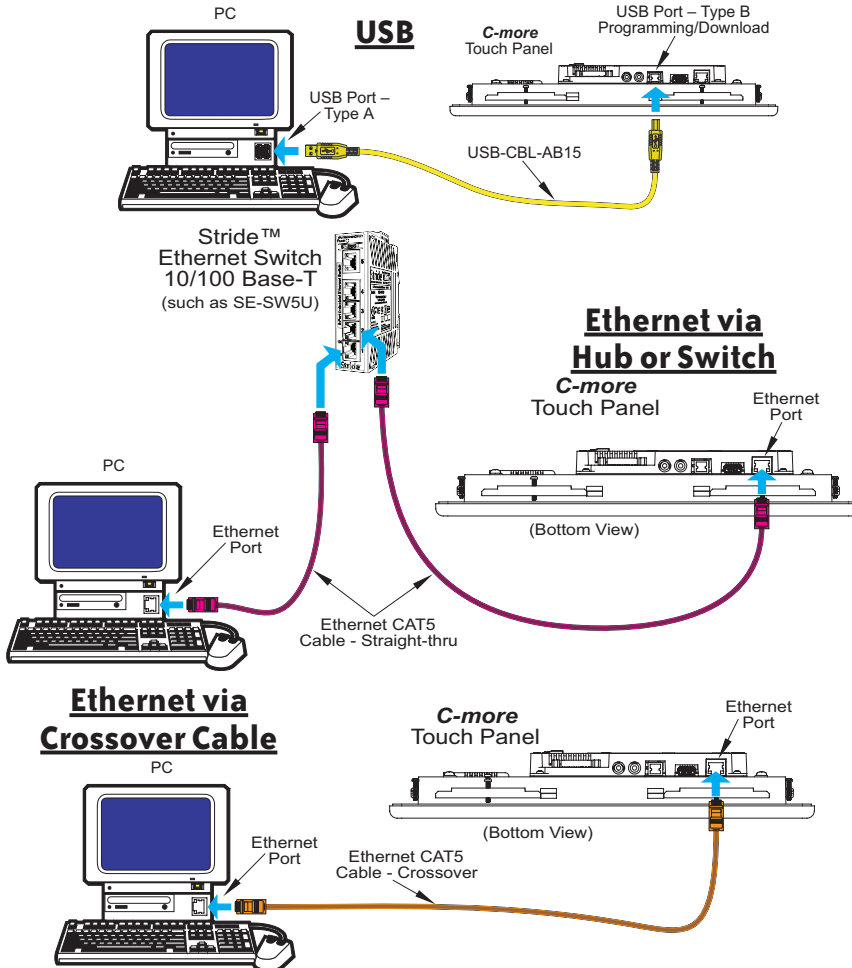 PC
USB
C-more
Touch Panel
USB Port – Type B
Programming/Download
USB Port –
Type A
USB-CBL-AB15
Stride™
Ethernet Switch
10/100 Base-T
(such as SE-SW5U)
Ethernet via
Hub or Switch
C-more
Touch Panel
Ethernet
Port
(Bottom View)
PC
Ethernet
Port
Ethernet CAT5
Cable - Straight-thru
Ethernet via
Crossover Cable
PC
C-more
Touch Panel
Ethernet
Port
(Bottom View)
Ethernet
Port
Ethernet CAT5
Cable - Crossover